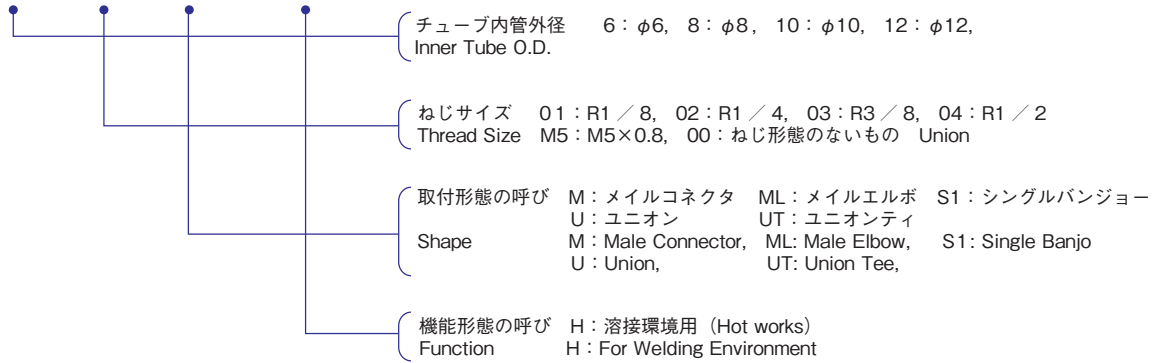 チューブ内管外径 6：φ6, 8：φ8, 10：φ10, 12：φ12,
Inner Tube O.D.
ねじサイズ 01：R1／8, 02：R1／4, 03：R3／8, 04：R1／2
Thread Size M5：M5×0.8, 00：ねじ形態のないもの Union
取付形態の呼び M：メイルコネクタ ML：メイルエルボ S1：シングルバンジョー
U：ユニオン UT：ユニオンティ
Shape M：Male Connector, ML: Male Elbow, S1: Single Banjo
U：Union, UT: Union Tee,
機能形態の呼び H：溶接環境用（Hot works）
Function H：For Welding Environment